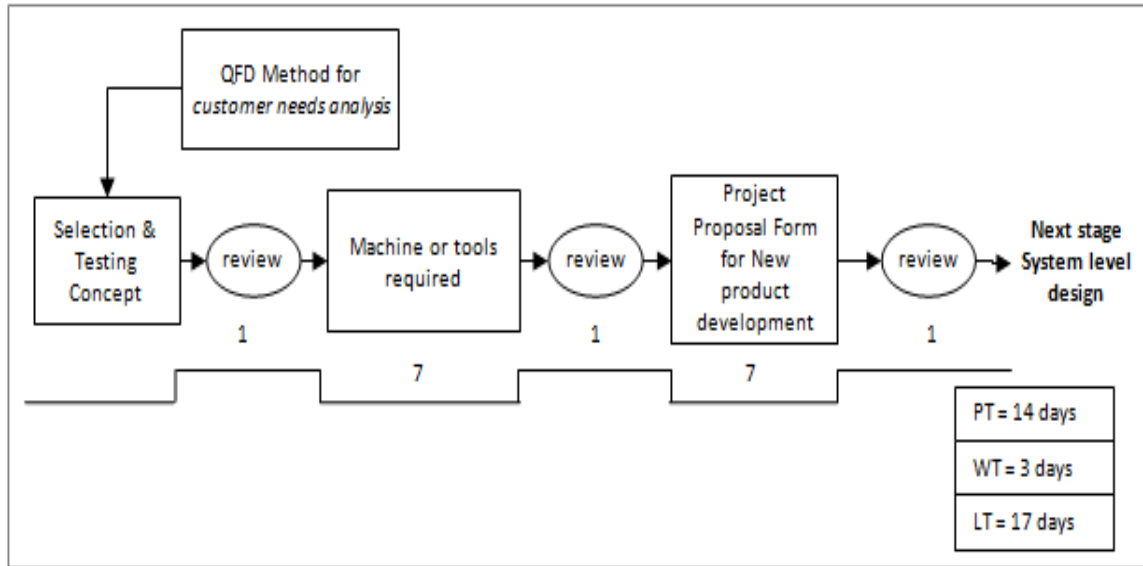 QFD Method for
customer needs analysis
Selection &
Testing
Concept
review
Machine or tools
required
review
Project
Proposal Form
for New
product
development
review
Next stage
System level
design
1
7
1
7
1
PT = 14 days
WT = 3 days
LT = 17 days